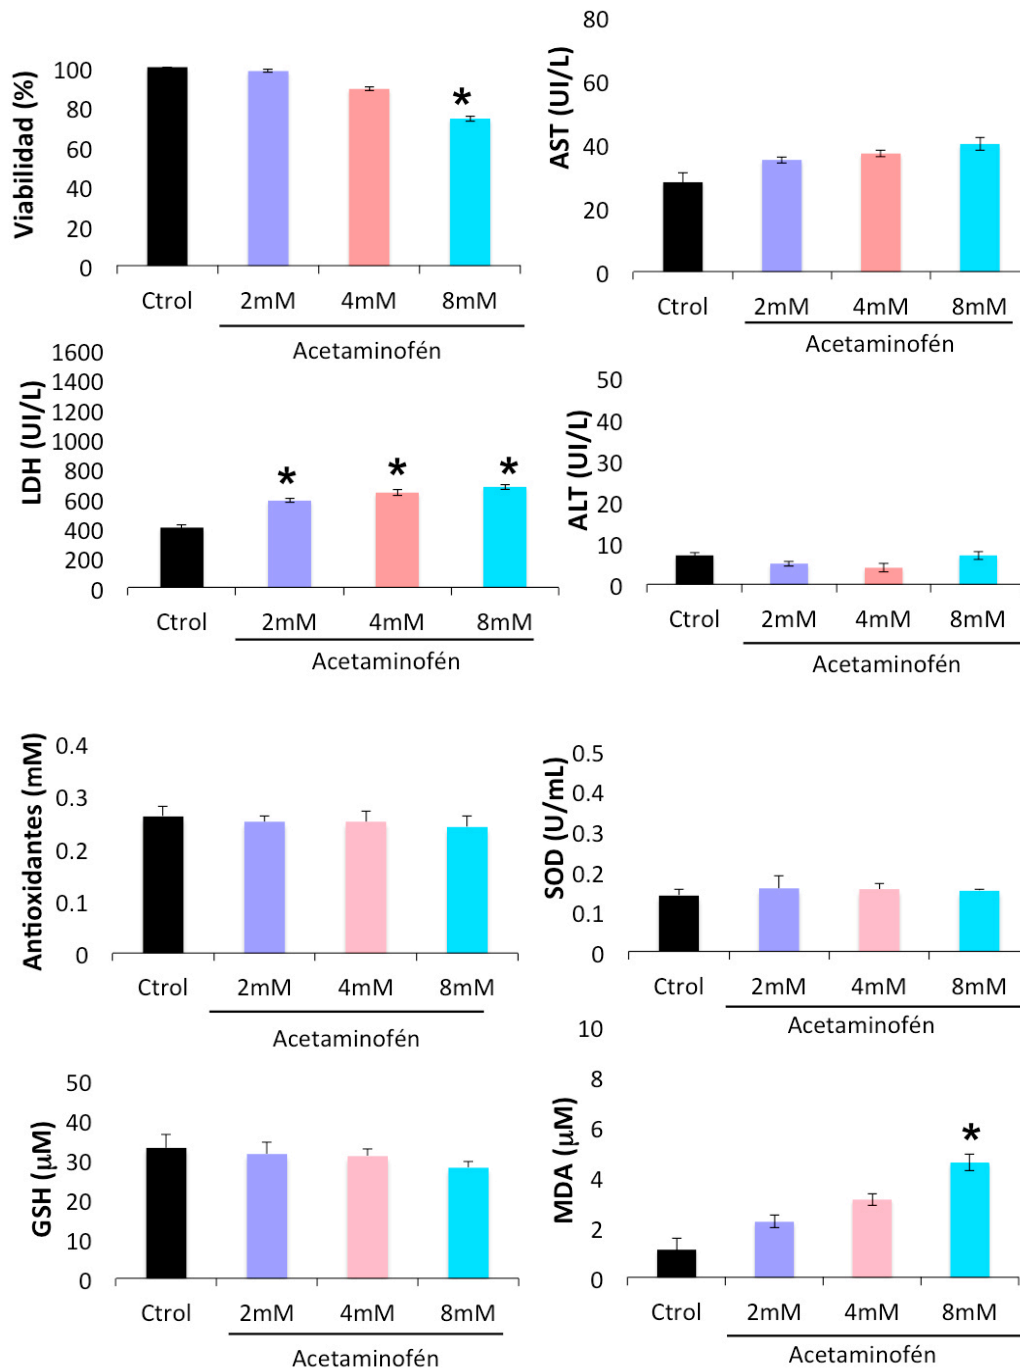 Viabilidad (%)
100
80
60
40
20
0
*
Ctrol 2mM 4mM 8mM
Acetaminofén
AST (UI/L)
80
60
40
20
0
Ctrol 2mM 4mM 8mM
Acetaminofén
LDH (UI/L)
1600
1400
1200
1000
800
600
400
200
0
* * *
Ctrol 2mM 4mM 8mM
Acetaminofén
ALT (UI/L)
50
40
30
20
10
0
Ctrol 2mM 4mM 8mM
Acetaminofén
Antioxidantes (mM)
0.4
0.3
0.2
0.1
0
Ctrol 2mM 4mM 8mM
Acetaminofén
SOD (U/mL)
0.5
0.4
0.3
0.2
0.1
0
Ctrol 2mM 4mM 8mM
Acetaminofén
GSH (μM)
50
40
30
20
10
0
Ctrol 2mM 4mM 8mM
Acetaminofén
MDA (μM)
10
8
6
4
2
0
*
Ctrol 2mM 4mM 8mM
Acetaminofén